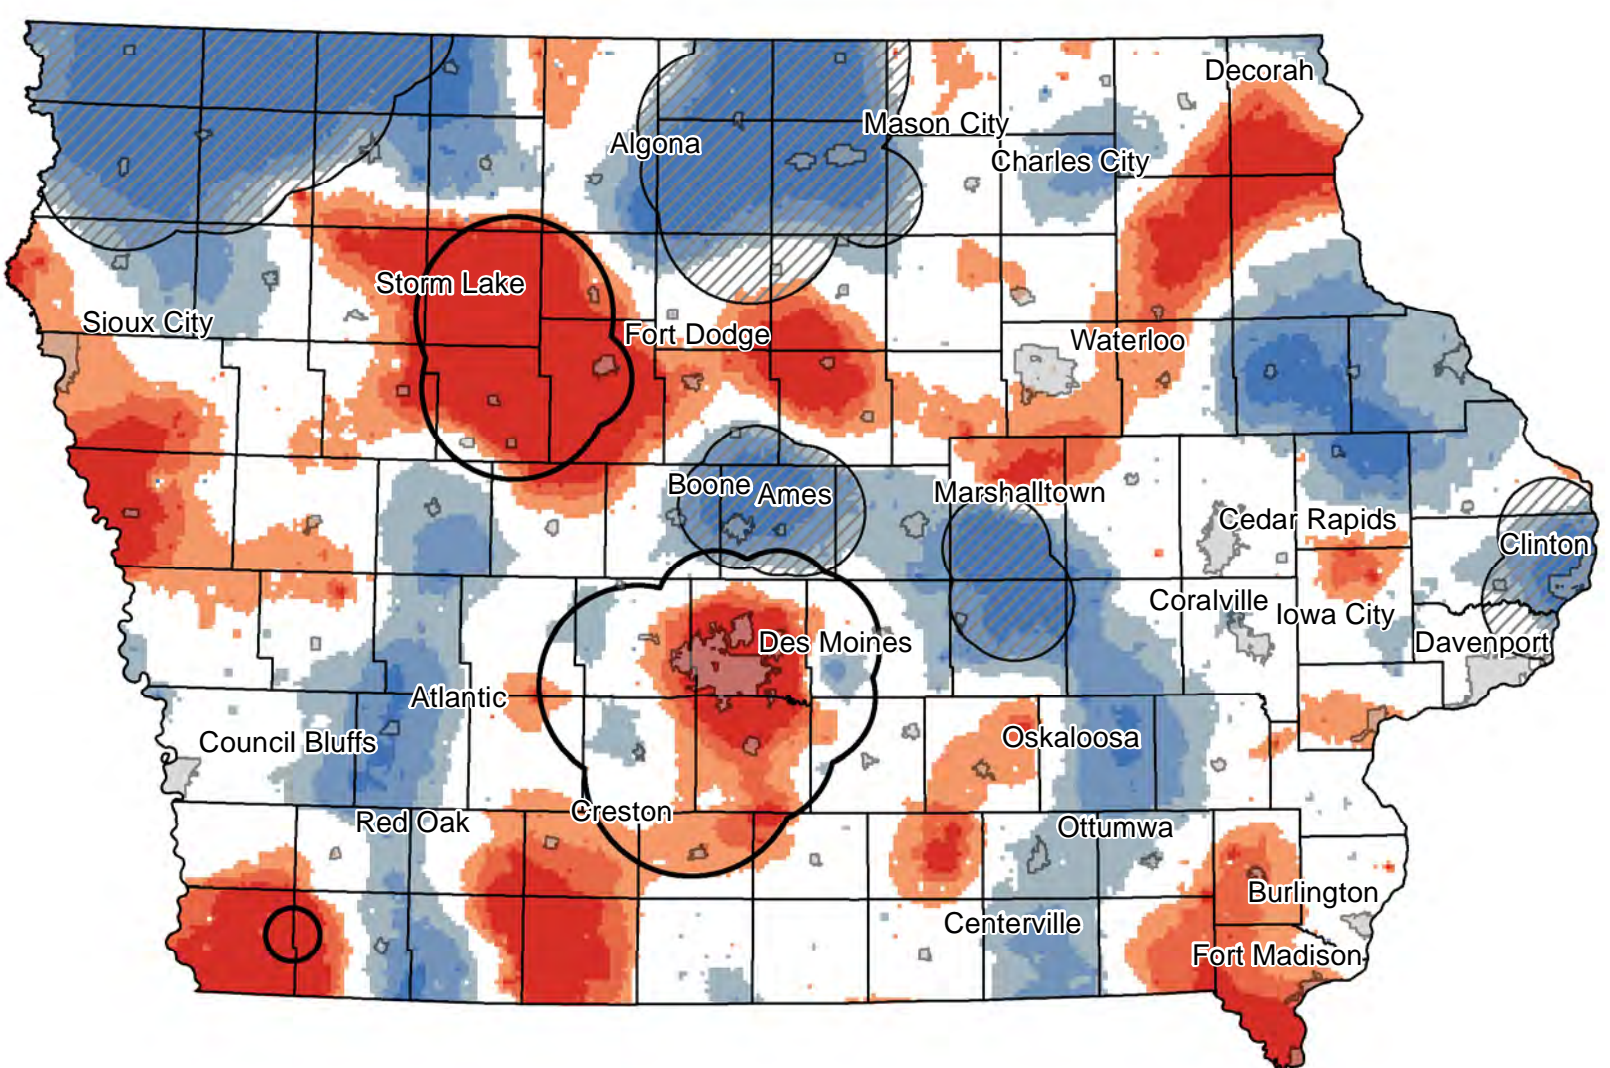 Decorah
Mason City
Algona
Charles City
Storm Lake
Sioux City
Fort Dodge
Waterloo
Boone
Ames
Marshalltown
Cedar Rapids
Clinton
Coralville
Iowa City
Des Moines
Davenport
Atlantic
Council Bluffs
Oskaloosa
Creston
Red Oak
Ottumwa
Burlington
Centerville
Fort Madison